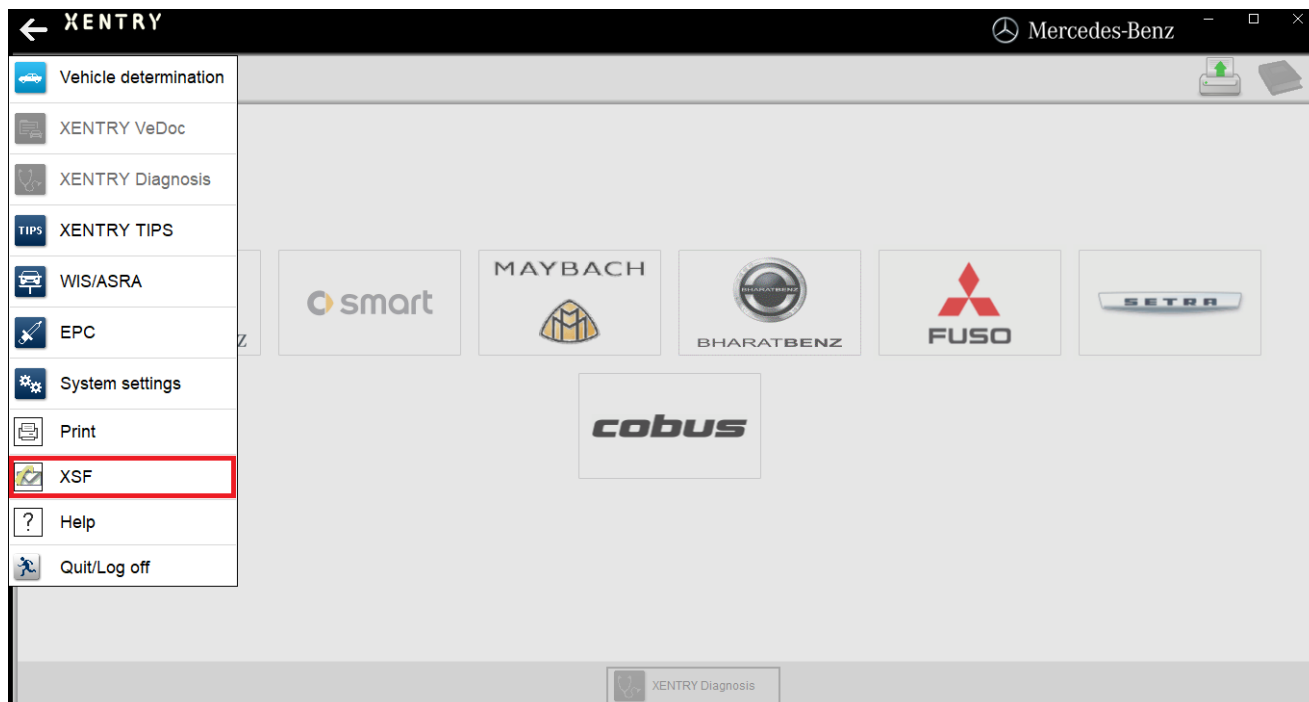 XENTRY
Mercedes-Benz
Vehicle determination
XENTRY VeDoc
XENTRY Diagnosis
TIPS XENTRY TIPS
WIS/ASRA
EPC
System settings
Print
XSF
? Help
Quit/Log off
Z
smart
MAYBACH
BHARATBENZ
BHARATBENZ
FUSO
SETRA
cobus
XENTRY Diagnosis